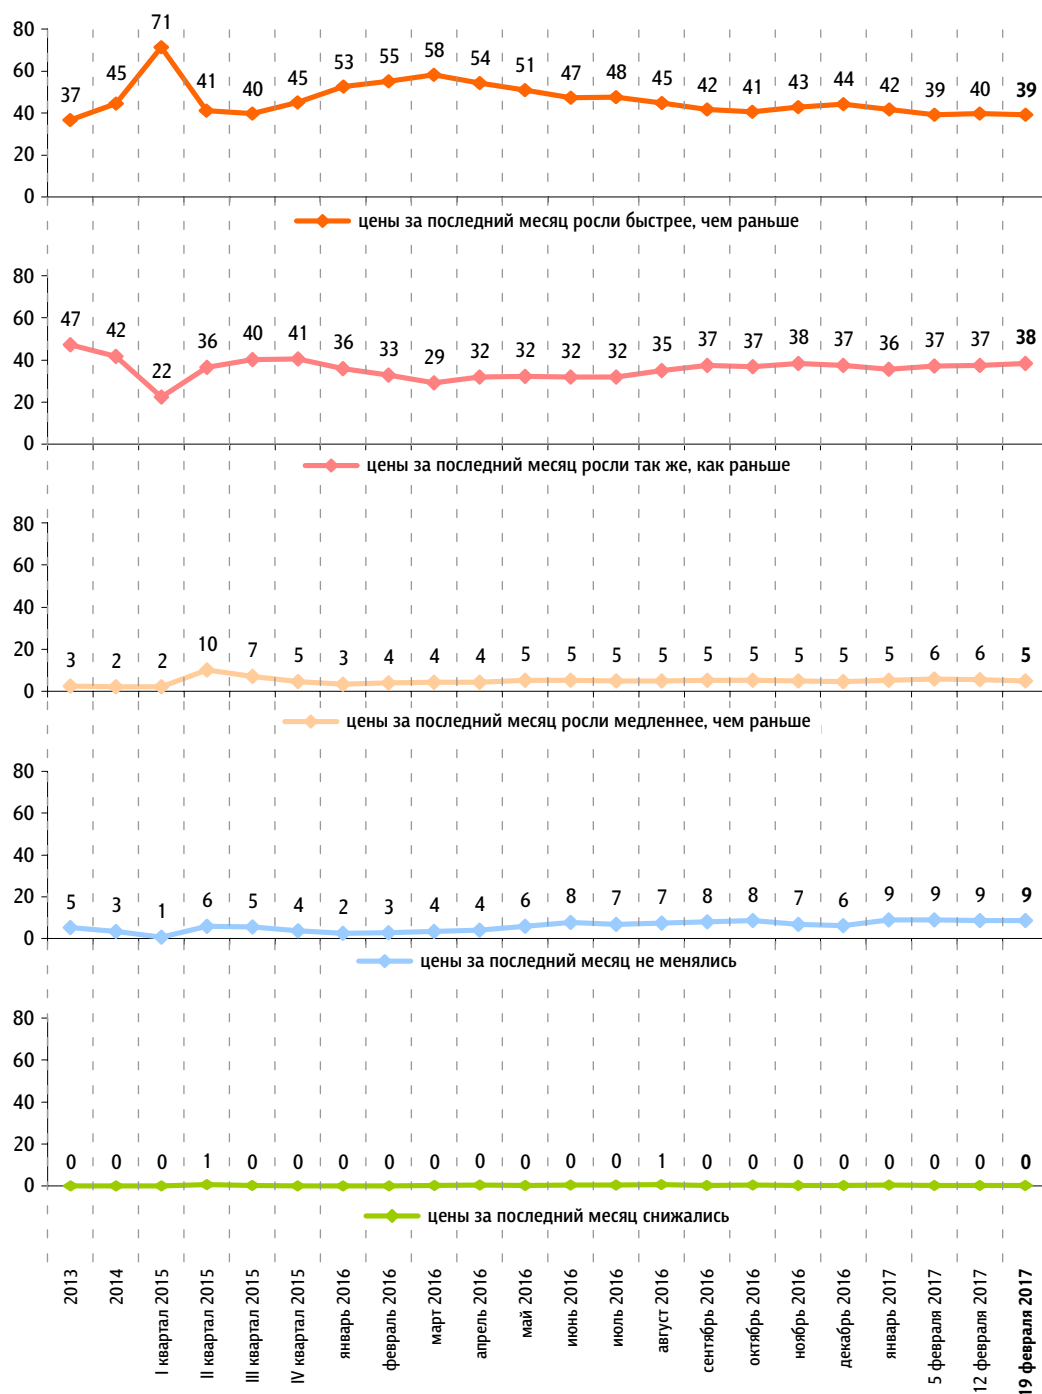 80
60
40
20
0
37 45 71 41 40 45 53 55 58 54 51 47 48 45 42 41 43 44 42 39 40 39
цены за последний месяц росли быстрее, чем раньше
80
60
40
20
0
47 42 22 36 40 41 36 33 29 32 32 32 32 35 37 37 38 37 36 37 37 38
цены за последний месяц росли так же, как раньше
80
60
40
20
0
3 2 2 10 7 5 3 4 4 4 5 5 5 5 5 5 5 5 5 6 6 5
цены за последний месяц росли медленнее, чем раньше
80
60
40
20
0
5 3 1 6 5 4 2 3 4 4 6 8 7 7 8 8 7 6 9 9 9 9
цены за последний месяц не менялись
80
60
40
20
0
0 0 0 1 0 0 0 0 0 0 0 0 0 1 0 0 0 0 0 0 0 0
цены за последний месяц снижались
2013
2014
I квартал 2015
II квартал 2015
III квартал 2015
IV квартал 2015
январь 2016
февраль 2016
март 2016
апрель 2016
май 2016
июнь 2016
июль 2016
август 2016
сентябрь 2016
октябрь 2016
ноябрь 2016
декабрь 2016
январь 2017
5 февраля 2017
12 февраля 2017
19 февраля 2017